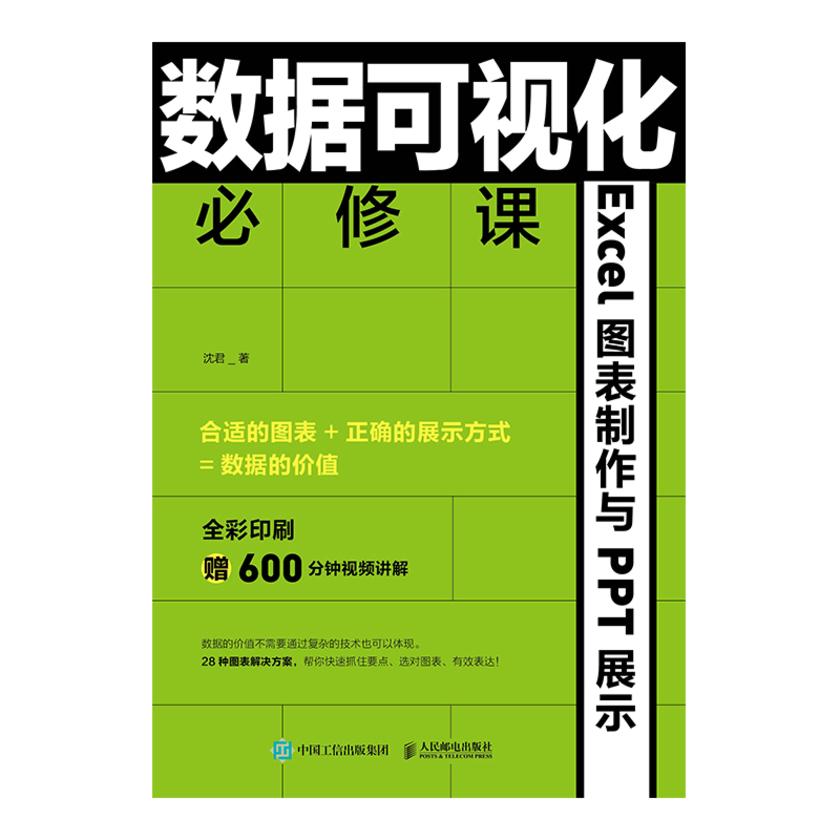 数据可视化
必修课
Excel 图表制作与 PPT 展示
沈君_著
合适的图表 + 正确的展示方式
= 数据的价值
全彩印刷
赠 600 分钟视频讲解
数据的价值不需要通过复杂的技术也可以体现。
28 种图表解决方案，帮你快速抓住要点、选对图表、有效表达！
中国工信出版集团
人民邮电出版社
POSTS & TELECOM PRESS